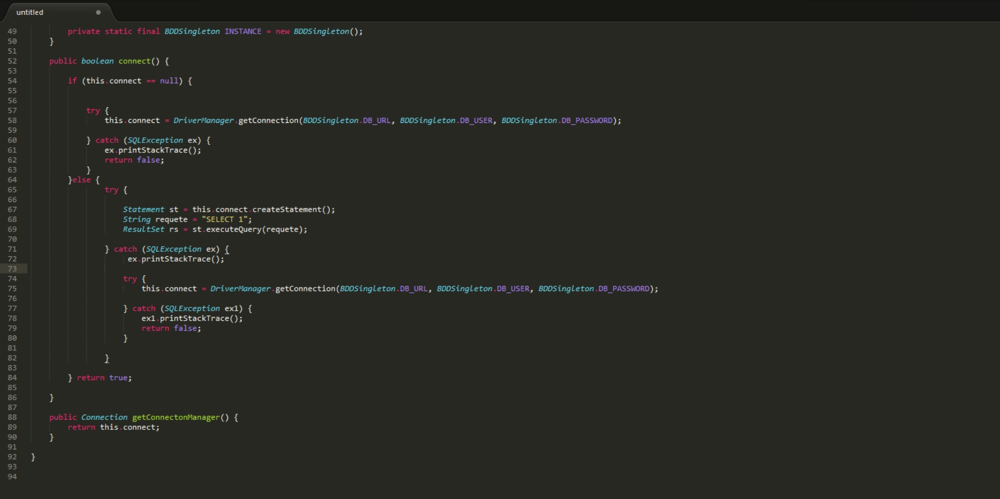 untitled
49 private static final BDDSingleton INSTANCE = new BDDSingleton();
50 }
51
52 public boolean connect() {
53
54 if (this.connect == null) {
55
56
57 try {
58 this.connect = DriverManager.getConnection(BDDSingleton.DB_URL, BDDSingleton.DB_USER, BDDSingleton.DB_PASSWORD);
59
60 } catch (SQLException ex) {
61 ex.printStackTrace();
62 return false;
63 }
64 }else {
65 try {
66
67 Statement st = this.connect.createStatement();
68 String requete = "SELECT 1";
69 ResultSet rs = st.executeQuery(requete);
70
71 } catch (SQLException ex) {
72 ex.printStackTrace();
73
74 try {
75 this.connect = DriverManager.getConnection(BDDSingleton.DB_URL, BDDSingleton.DB_USER, BDDSingleton.DB_PASSWORD);
76
77 } catch (SQLException ex1) {
78 ex1.printStackTrace();
79 return false;
80 }
81
82 }
83
84 } return true;
85
86 }
87
88 public Connection getConnectonManager() {
89 return this.connect;
90 }
91
92 }
93
94